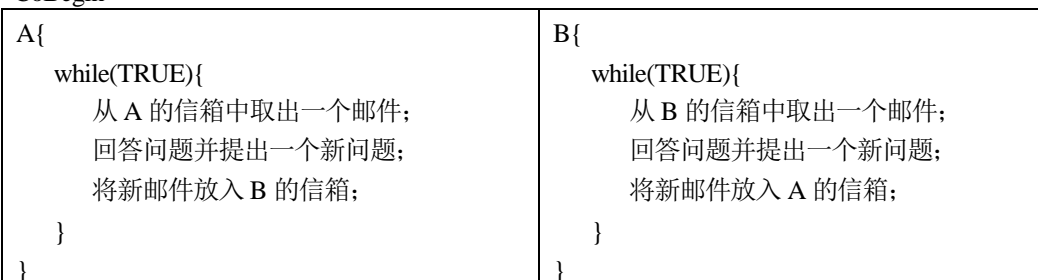 A{
while(TRUE){
从 A 的信箱中取出一个邮件；
回答问题并提出一个新问题；
将新邮件放入 B 的信箱；
}
}
B{
while(TRUE){
从 B 的信箱中取出一个邮件；
回答问题并提出一个新问题；
将新邮件放入 A 的信箱；
}
}